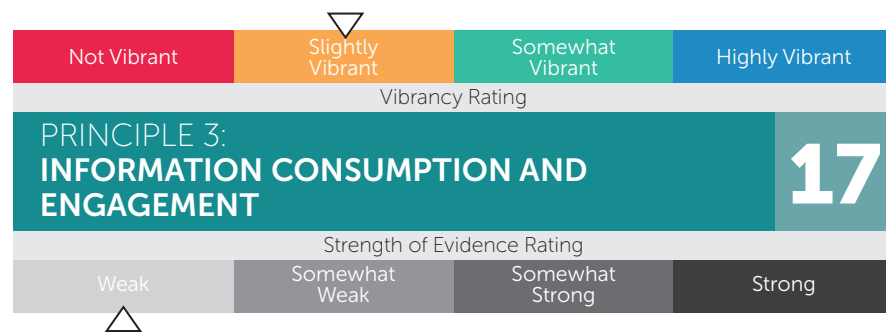 Not Vibrant
Slightly
Vibrant
Somewhat
Vibrant
Highly Vibrant
Vibrancy Rating
PRINCIPLE 3:
INFORMATION CONSUMPTION AND
ENGAGEMENT
17
Strength of Evidence Rating
Weak
Somewhat
Weak
Somewhat
Strong
Strong